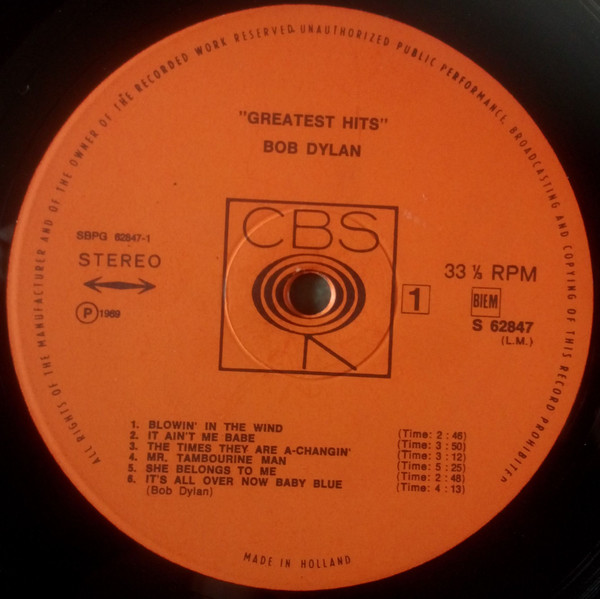 ALL RIGHTS OF THE MANUFACTURER AND OF THE OWNER OF THE RECORDED WORK RESERVED. UNAUTHORIZED PUBLIC PERFORMANCE, BROADCASTING AND COPYING OF THIS RECORD PROHIBITED
"GREATEST HITS"
BOB DYLAN
CBS
SBPG 62847-1
STEREO
Ⓟ 1969
33 ⅓ RPM
1
BIEM
S 62847
(L.M.)
1. BLOWIN' IN THE WIND (Time: 2 : 46)
2. IT AIN'T ME BABE (Time: 3 : 50)
3. THE TIMES THEY ARE A-CHANGIN' (Time: 3 : 12)
4. MR. TAMBOURINE MAN (Time: 5 : 25)
5. SHE BELONGS TO ME (Time: 2 : 48)
6. IT'S ALL OVER NOW BABY BLUE (Time: 4 : 13)
(Bob Dylan)
MADE IN HOLLAND